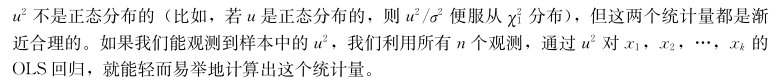 u² 不是正态分布的（比如，若 u 是正态分布的，则 u²/σ² 便服从 χ₁² 分布），但这两个统计量都是渐
近合理的。如果我们能观测到样本中的 u²，我们利用所有 n 个观测，通过 u² 对 x₁，x₂，…，xₖ 的
OLS 回归，就能轻而易举地计算出这个统计量。